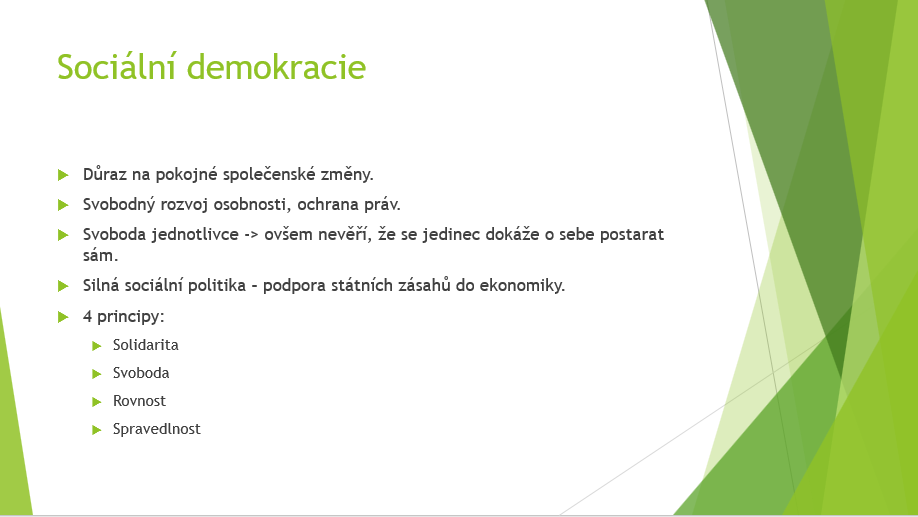 Sociální demokracie
Důraz na pokojné společenské změny.
Svobodný rozvoj osobnosti, ochrana práv.
Svoboda jednotlivce -> ovšem nevěří, že se jedinec dokáže o sebe postarat
sám.
Silná sociální politika – podpora státních zásahů do ekonomiky.
4 principy:
Solidarita
Svoboda
Rovnost
Spravedlnost